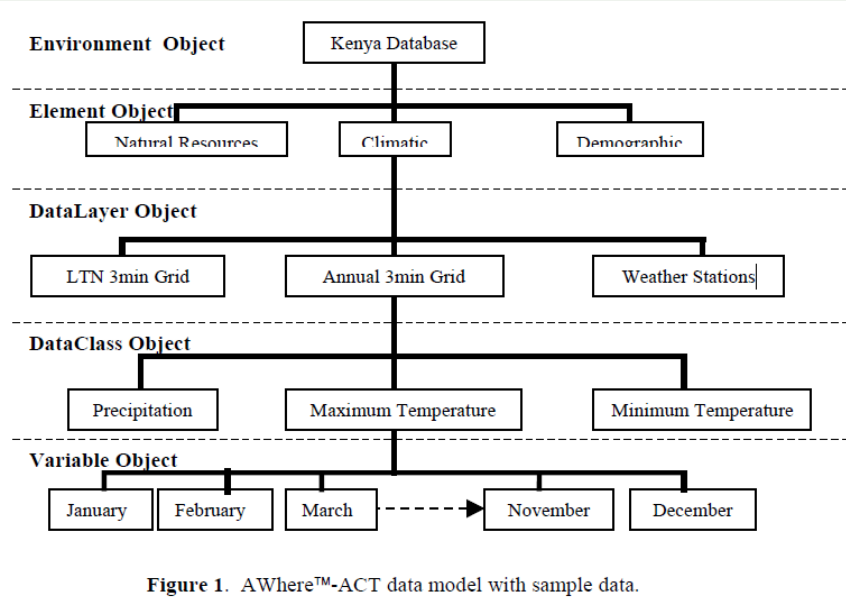 Environment Object
Kenya Database
Element Object
Natural Resources
Climatic
Demographic
DataLayer Object
LTN 3min Grid
Annual 3min Grid
Weather Stations
DataClass Object
Precipitation
Maximum Temperature
Minimum Temperature
Variable Object
January
February
March
November
December
Figure 1. AWhere™-ACT data model with sample data.